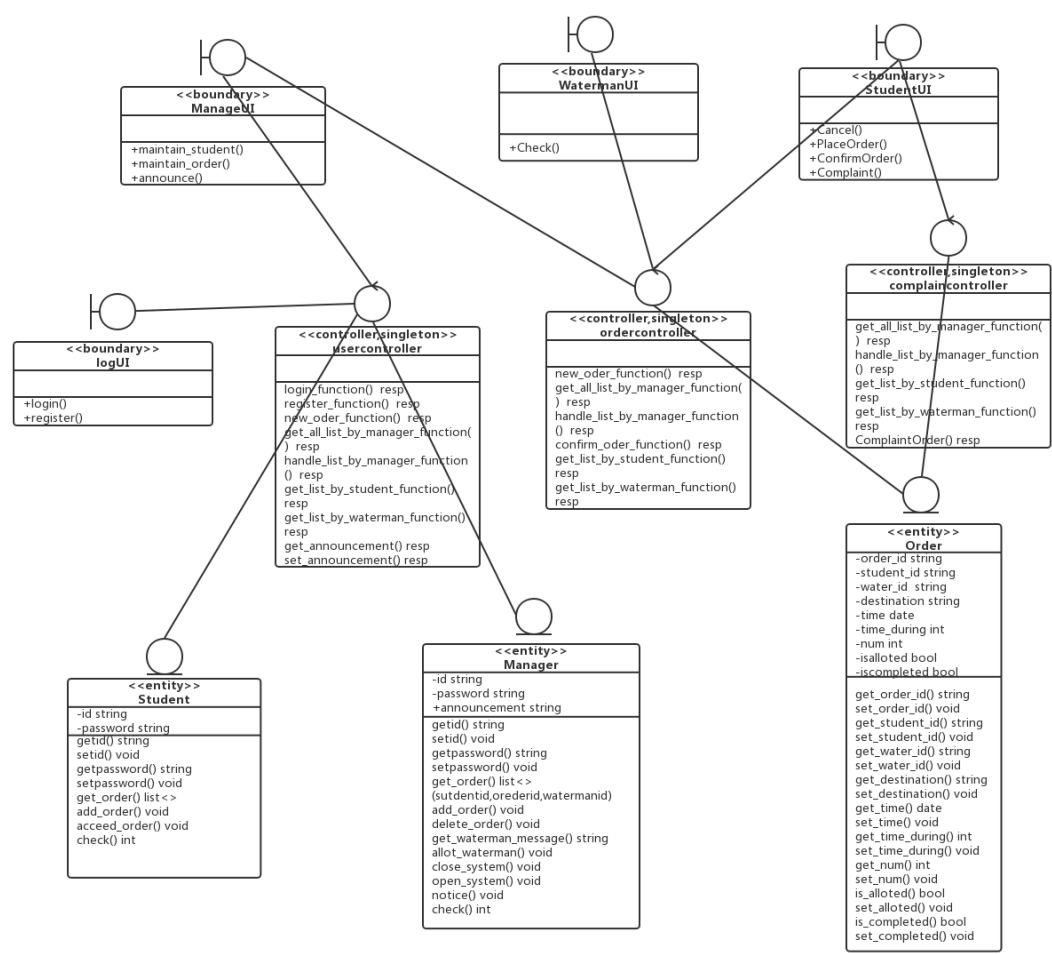 <<boundary>>
ManageUI
+maintain_student()
+maintain_order()
+announce()
<<boundary>>
WatermanUI
+Check()
<<boundary>>
StudentUI
+Cancel()
+PlaceOrder()
+ConfirmOrder()
+Complaint()
<<boundary>>
logUI
+login()
+register()
<<controller,singleton>>
usercontroller
login_function()  resp
register_function()  resp
new_oder_function()  resp
get_all_list_by_manager_function(
)  resp
handle_list_by_manager_function
()  resp
get_list_by_student_function()
resp
get_list_by_waterman_function()
resp
get_announcement() resp
set_announcement() resp
<<controller,singleton>>
ordercontroller
new_oder_function()  resp
get_all_list_by_manager_function(
)  resp
handle_list_by_manager_function
()  resp
confirm_oder_function()  resp
get_list_by_student_function()
resp
get_list_by_waterman_function()
resp
<<controller,singleton>>
complaincontroller
get_all_list_by_manager_function(
)  resp
handle_list_by_manager_function
()  resp
get_list_by_student_function()
resp
get_list_by_waterman_function()
resp
ComplaintOrder() resp
<<entity>>
Student
-id string
-password string
getid() string
setid() void
getpassword() string
setpassword() void
get_order() list<>
add_order() void
acceed_order() void
check() int
<<entity>>
Manager
-id string
-password string
+announcement string
getid() string
setid() void
getpassword() string
setpassword() void
get_order() list<>
(sutdentid,orederid,watermanid)
add_order() void
delete_order() void
get_waterman_message() string
allot_waterman() void
close_system() void
open_system() void
notice() void
check() int
<<entity>>
Order
-order_id string
-student_id string
-water_id  string
-destination string
-time date
-time_during int
-num int
-isalloted bool
-iscompleted bool
get_order_id() string
set_order_id() void
get_student_id() string
set_student_id() void
get_water_id() string
set_water_id() void
get_destination() string
set_destination() void
get_time() date
set_time() void
get_time_during() int
set_time_during() void
get_num() int
set_num() void
is_alloted() bool
set_alloted() void
is_completed() bool
set_completed() void